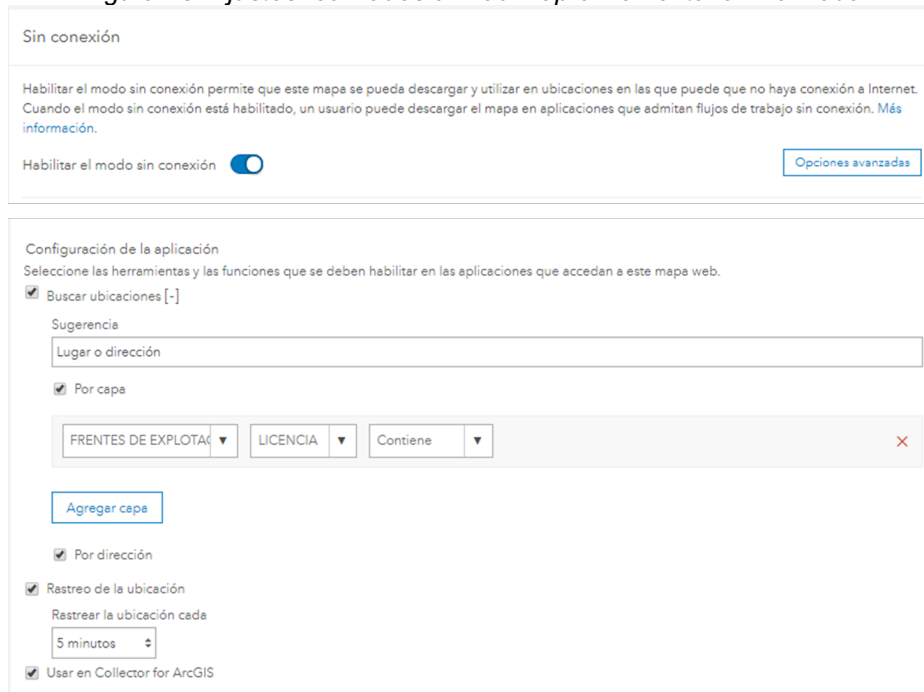 Sin conexión
Habilitar el modo sin conexión permite que este mapa se pueda descargar y utilizar en ubicaciones en las que puede que no haya conexión a Internet.
Cuando el modo sin conexión está habilitado, un usuario puede descargar el mapa en aplicaciones que admitan flujos de trabajo sin conexión. Más
información.
Habilitar el modo sin conexión
Opciones avanzadas
Configuración de la aplicación
Seleccione las herramientas y las funciones que se deben habilitar en las aplicaciones que accedan a este mapa web.
Buscar ubicaciones [-]
Sugerencia
Lugar o dirección
Por capa
FRENTES DE EXPLOTA LICENCIA Contiene
Agregar capa
Por dirección
Rastreo de la ubicación
Rastrear la ubicación cada
5 minutos
Usar en Collector for ArcGIS